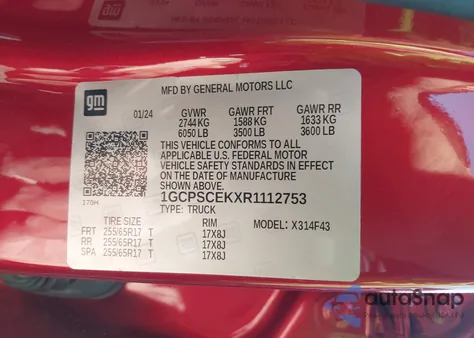 MFD BY GENERAL MOTORS LLC
gm
01/24 GVWR GAWR FRT GAWR RR
2744 KG 1588 KG 1633 KG
6050 LB 3500 LB 3600 LB
THIS VEHICLE CONFORMS TO ALL
APPLICABLE U.S. FEDERAL MOTOR
VEHICLE SAFETY STANDARDS IN EFFECT
ON THE DATE OF MANUFACTURE
SHOWN ABOVE.
1GCPSCEKXR1112753
TYPE: TRUCK MODEL: X314F43
170H
TIRE SIZE RIM
FRT 255/65R17 T 17X8J
RR 255/65R17 T 17X8J
SPA 255/65R17 T 17X8J
autoSnap